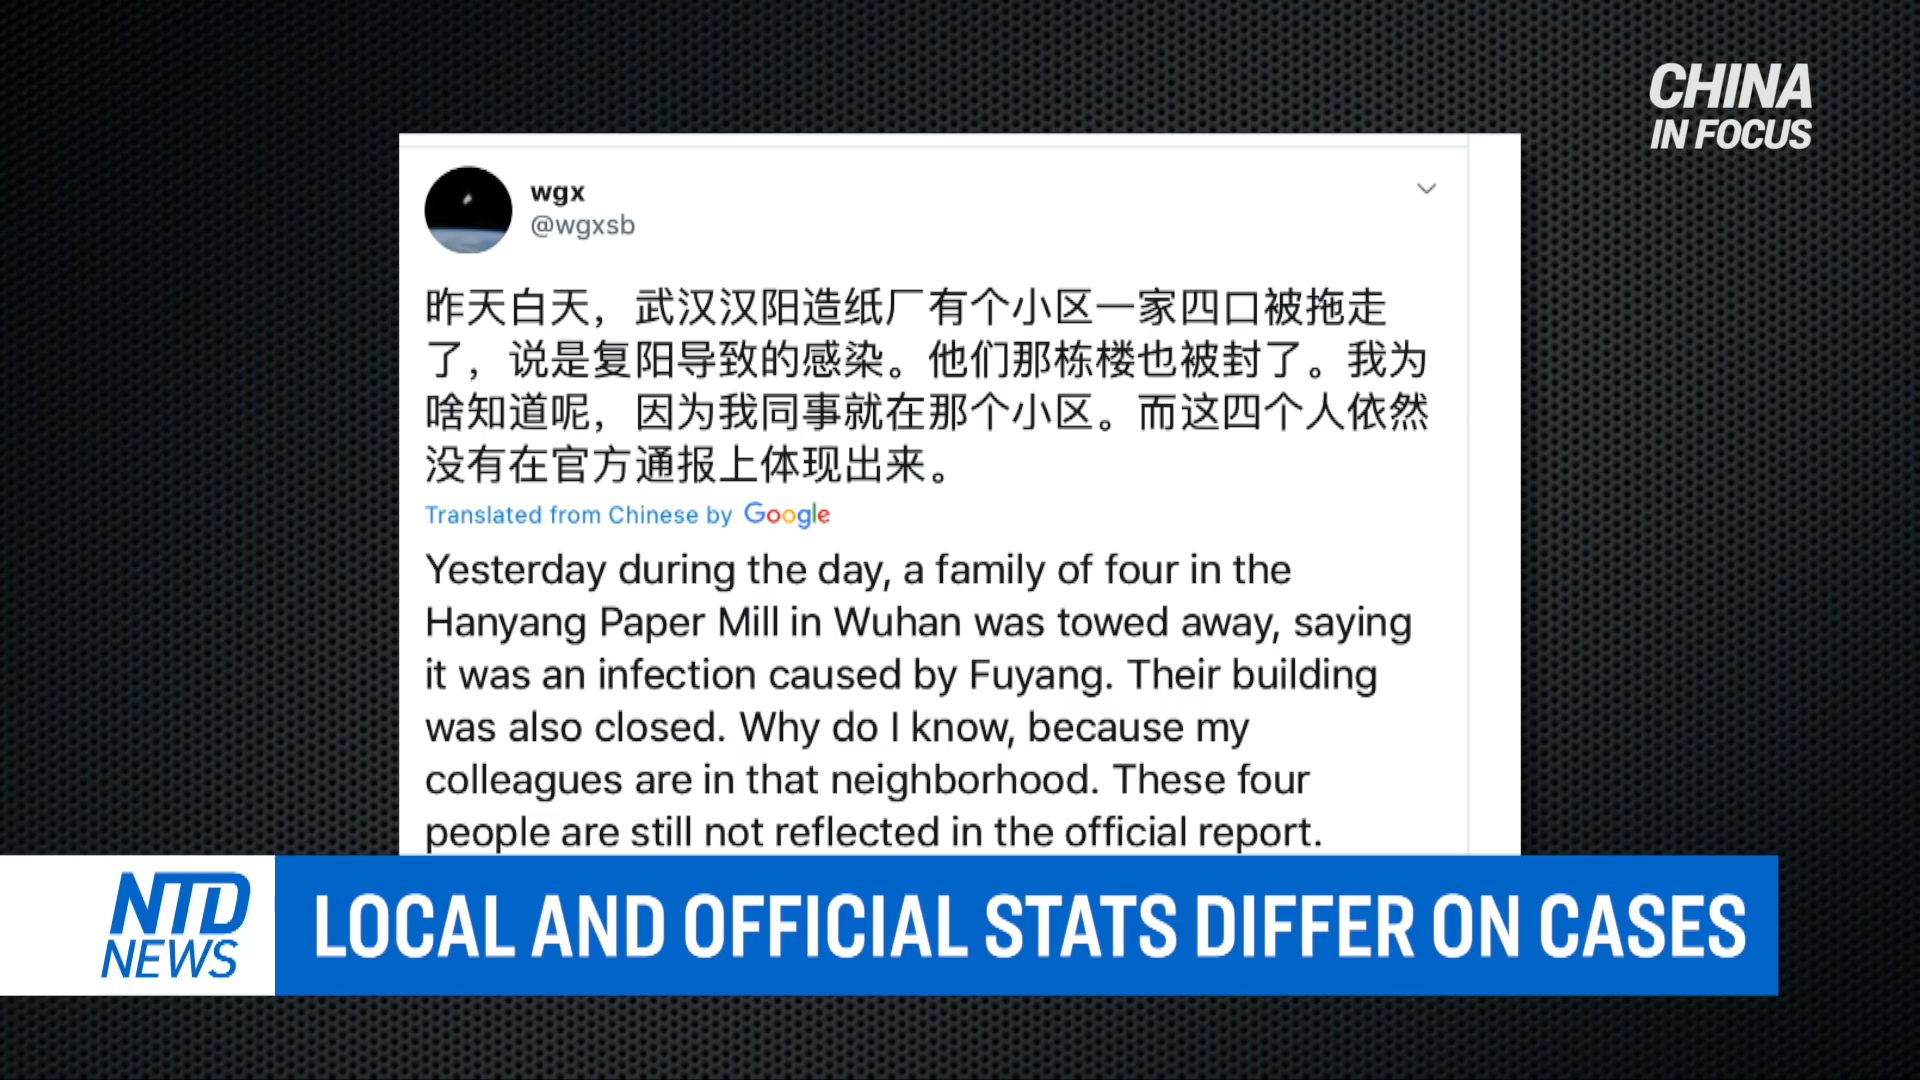 CHINA
IN FOCUS
wgx
@wgxsb
昨天白天，武汉汉阳造纸厂有个小区一家四口被拖走
了，说是复阳导致的感染。他们那栋楼也被封了。我为
啥知道呢，因为我同事就在那个小区。而这四个人依然
没有在官方通报上体现出来。
Translated from Chinese by Google
Yesterday during the day, a family of four in the
Hanyang Paper Mill in Wuhan was towed away, saying
it was an infection caused by Fuyang. Their building
was also closed. Why do I know, because my
colleagues are in that neighborhood. These four
people are still not reflected in the official report.
NTD
NEWS
LOCAL AND OFFICIAL STATS DIFFER ON CASES